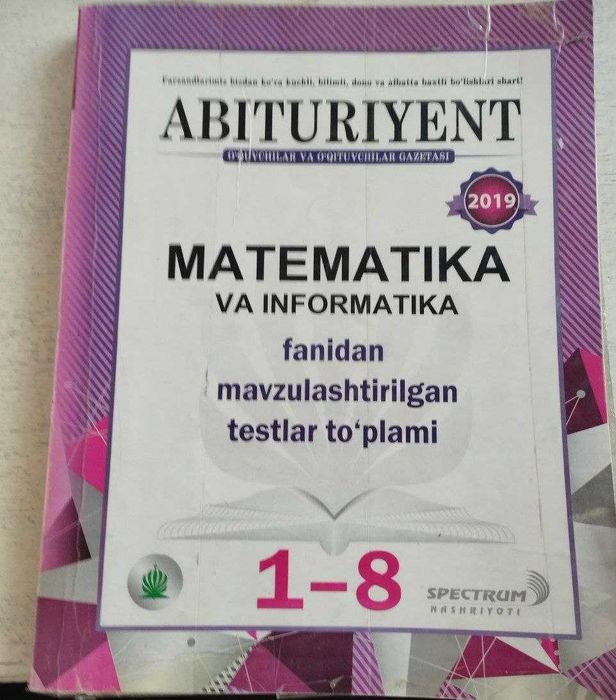 Farzandlarimiz bizdan ko'ra kuchli, bilimli, dono va albatta baxtli bo'lishlari shart!
ABITURIYENT
O'QUVCHILAR VA O'QITUVCHILAR GAZETASI
2019
MATEMATIKA
VA INFORMATIKA
fanidan
mavzulashtirilgan
testlar to'plami
1–8
SPECTRUM
NASHRIYOTI